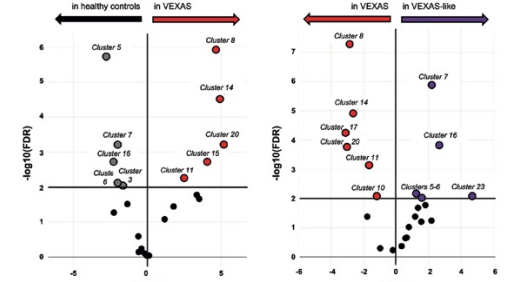 in healthy controls
in VEXAS
Cluster 5
Cluster 8
Cluster 14
Cluster 7
Cluster 20
Cluster 16
Cluster 15
Cluster
6
Cluster
3
Cluster 11
-log10(FDR)
6
5
4
3
2
1
0
-5
0
5
in VEXAS
in VEXAS-like
Cluster 8
Cluster 7
Cluster 14
Cluster 17
Cluster 16
Cluster 20
Cluster 11
Cluster 10
Clusters 5-6
Cluster 23
-log10(FDR)
7
6
5
4
3
2
1
0
-6
-4
-2
0
2
4
6